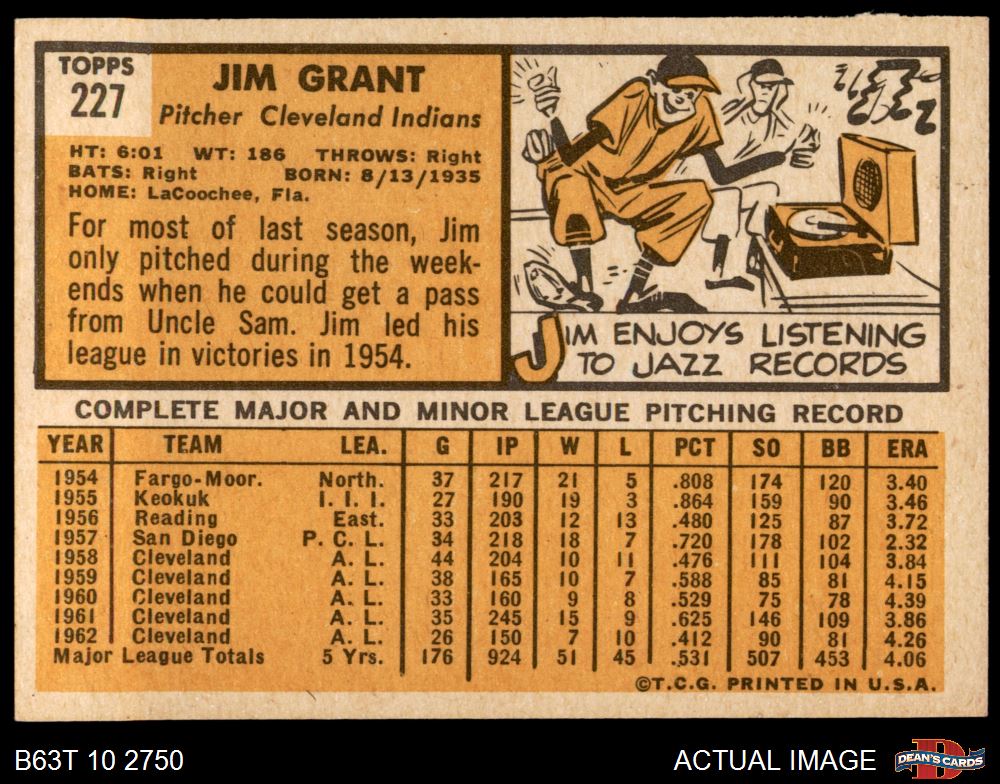 TOPPS
227
JIM GRANT
Pitcher Cleveland Indians
HT: 6:01 WT: 186 THROWS: Right
BATS: Right BORN: 8/13/1935
HOME: LaCoochee, Fla.
For most of last season, Jim
only pitched during the week-
ends when he could get a pass
from Uncle Sam. Jim led his
league in victories in 1954.
JIM ENJOYS LISTENING
TO JAZZ RECORDS
COMPLETE MAJOR AND MINOR LEAGUE PITCHING RECORD
YEAR TEAM LEA. G IP W L PCT SO BB ERA
1954 Fargo-Moor. North. 37 217 21 5 .808 174 120 3.40
1955 Keokuk I. I. I. 27 190 19 3 .864 159 90 3.46
1956 Reading East. 33 203 12 13 .480 125 87 3.72
1957 San Diego P. C. L. 34 218 18 7 .720 178 102 2.32
1958 Cleveland A. L. 44 204 10 11 .476 111 104 3.84
1959 Cleveland A. L. 38 165 10 7 .588 85 81 4.15
1960 Cleveland A. L. 33 160 9 8 .529 75 78 4.39
1961 Cleveland A. L. 35 245 15 9 .625 146 109 3.86
1962 Cleveland A. L. 26 150 7 10 .412 90 81 4.26
Major League Totals 5 Yrs. 176 924 51 45 .531 507 453 4.06
©T.C.G. PRINTED IN U.S.A.
B63T 10 2750
ACTUAL IMAGE
DEAN'S CARDS